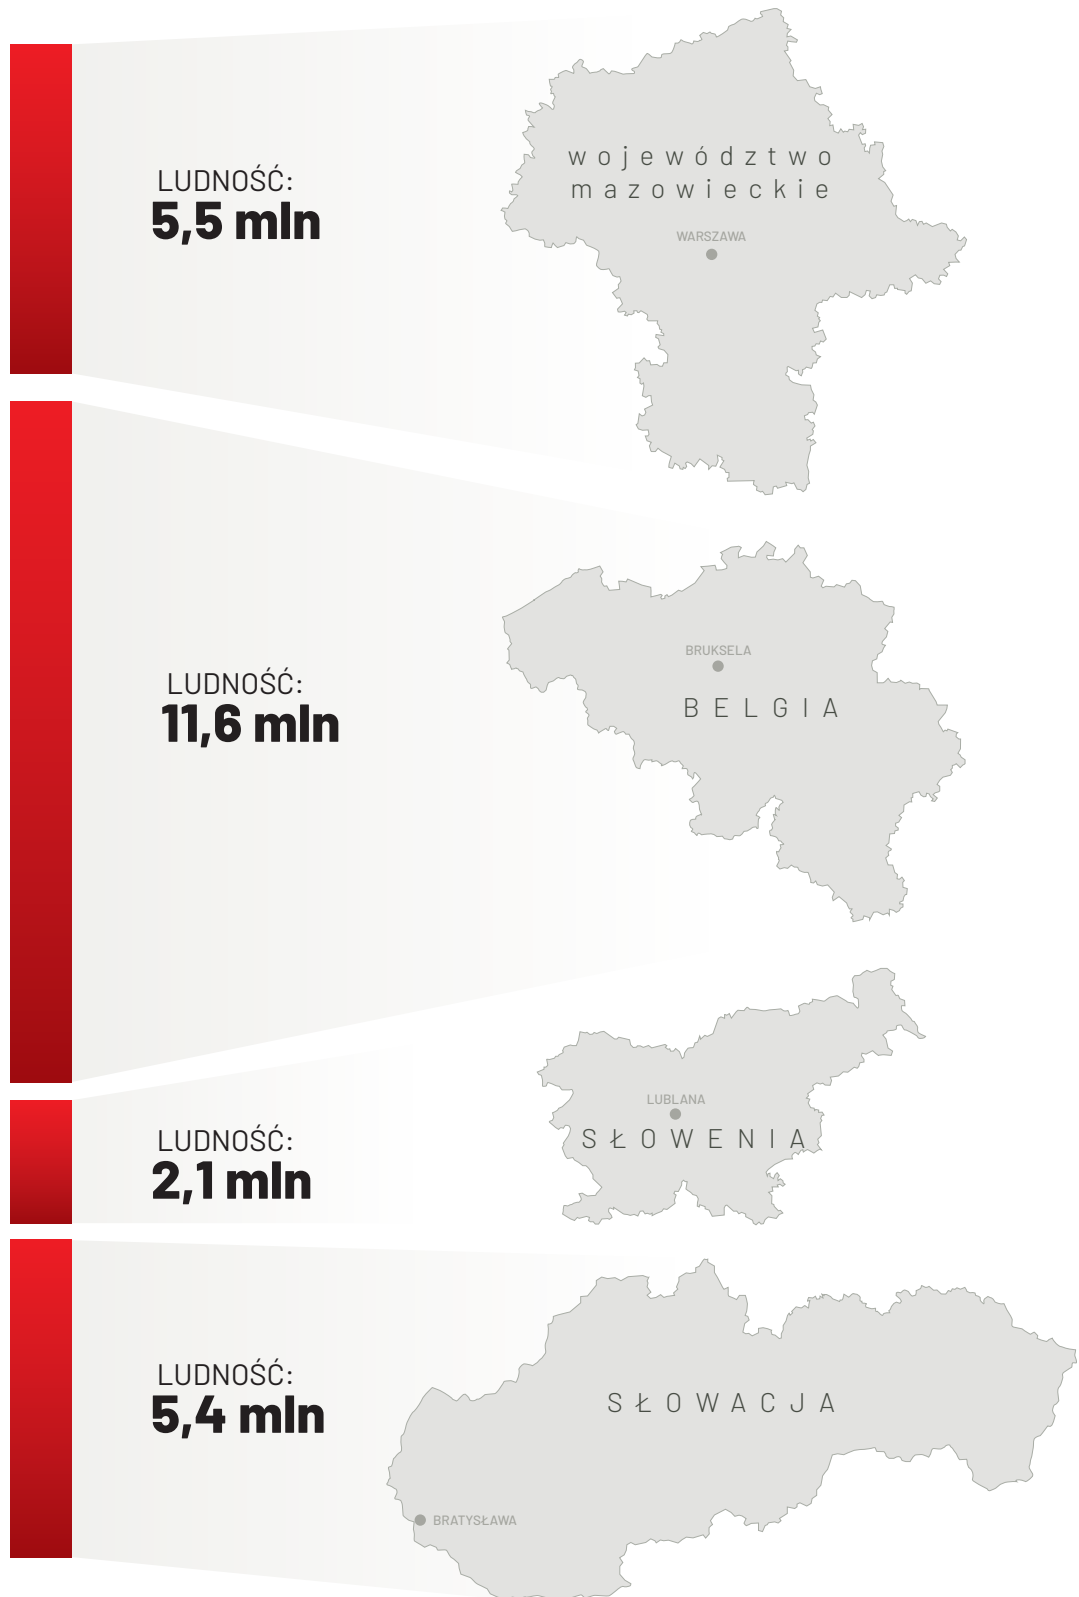 województwo
mazowieckie
WARSZAWA
LUDNOŚĆ:
5,5 mln
BRUKSELA
BELGIA
LUDNOŚĆ:
11,6 mln
LUBLANA
SŁOWENIA
LUDNOŚĆ:
2,1 mln
SŁOWACJA
LUDNOŚĆ:
5,4 mln
BRATYSŁAWA